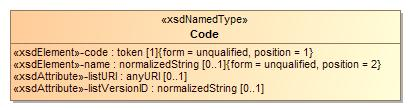 «xsdNamedType»
Code
«xsdElement»-code : token [1]{form = unqualified, position = 1}
«xsdElement»-name : normalizedString [0..1]{form = unqualified, position = 2}
«xsdAttribute»-listURI : anyURI [0..1]
«xsdAttribute»-listVersionID : normalizedString [0..1]